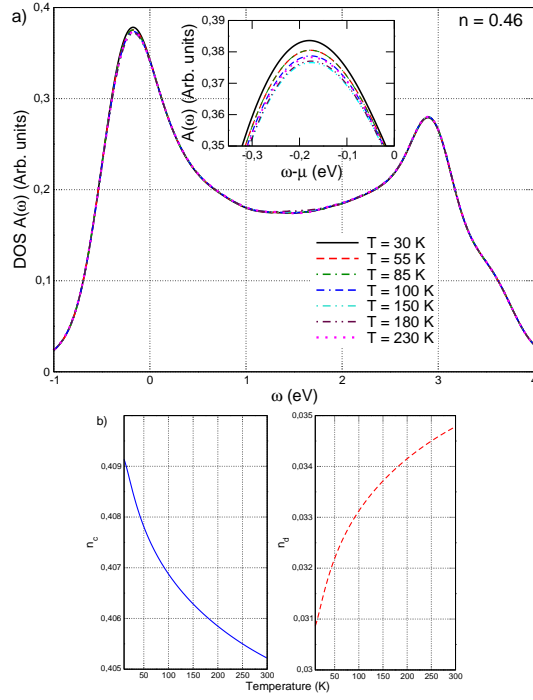 a)
n = 0.46
DOS A(ω) (Arb. units)
0,4
0,3
0,2
0,1
0
-1 0 1 2 3 4
ω (eV)
A(ω) (Arb. units)
0,39
0,38
0,37
0,36
0,35
-0,3 -0,2 -0,1 0
ω-μ (eV)
T = 30 K
T = 55 K
T = 85 K
T = 100 K
T = 150 K
T = 180 K
T = 230 K
b)
n_c
0,409
0,408
0,407
0,406
0,405
50 100 150 200 250 300
n_d
0,035
0,034
0,033
0,032
0,031
0,03
50 100 150 200 250 300
Temperature (K)